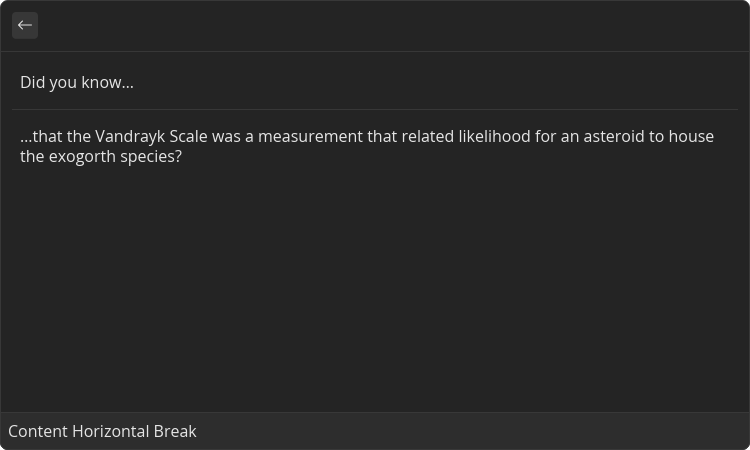 Did you know...
...that the Vandrayk Scale was a measurement that related likelihood for an asteroid to house
the exogorth species?
Content Horizontal Break